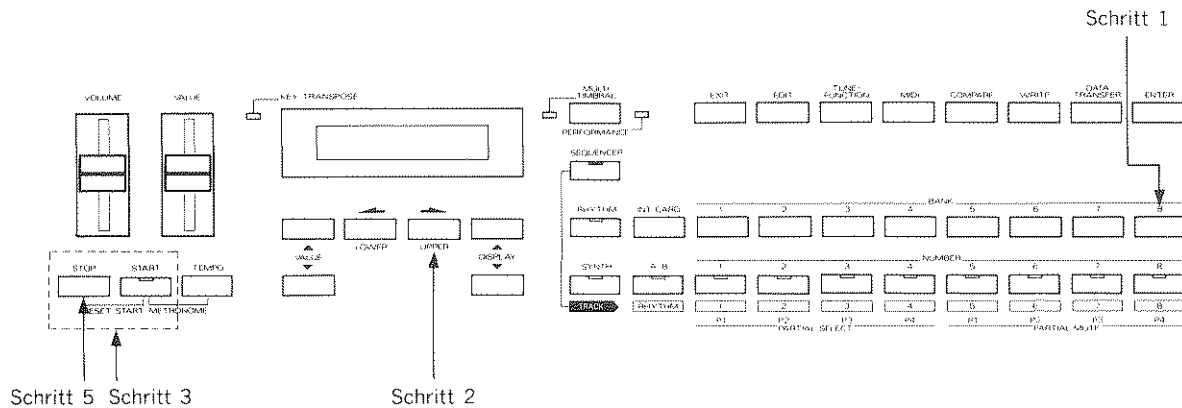 Schritt 1
VOLUME VALUE KEY TRANSPOSE MULTI TIMBRAL EXIT EDIT TUNE-FUNCTION MIDI COMPARE WRITE DATA TRANSFER ENTER
PERFORMANCE
SEQUENCER
BANK
RHYTHM INT CARD 1 2 3 4 5 6 7 8
VALUE LOWER UPPER DISPLAY
NUMBER
STOP START TEMPO SYNTH A B 1 2 3 4 5 6 7 8
RESET START METRONOME TRACK RHYTHM 1 2 3 4 5 6 7 8
P1 P2 P3 P4 P1 P2 P3 P4
PARTIAL SELECT PARTIAL MUTE
Schritt 5 Schritt 3 Schritt 2